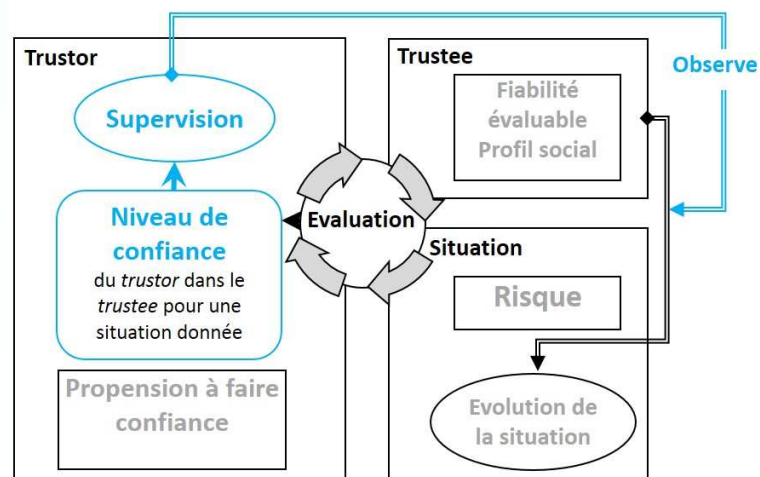 Trustor
Supervision
Niveau de
confiance
du trustor dans le
trustee pour une
situation donnée
Propension à faire
confiance
Evaluation
Trustee
Fiabilité
évaluable
Profil social
Observe
Situation
Risque
Evolution de
la situation